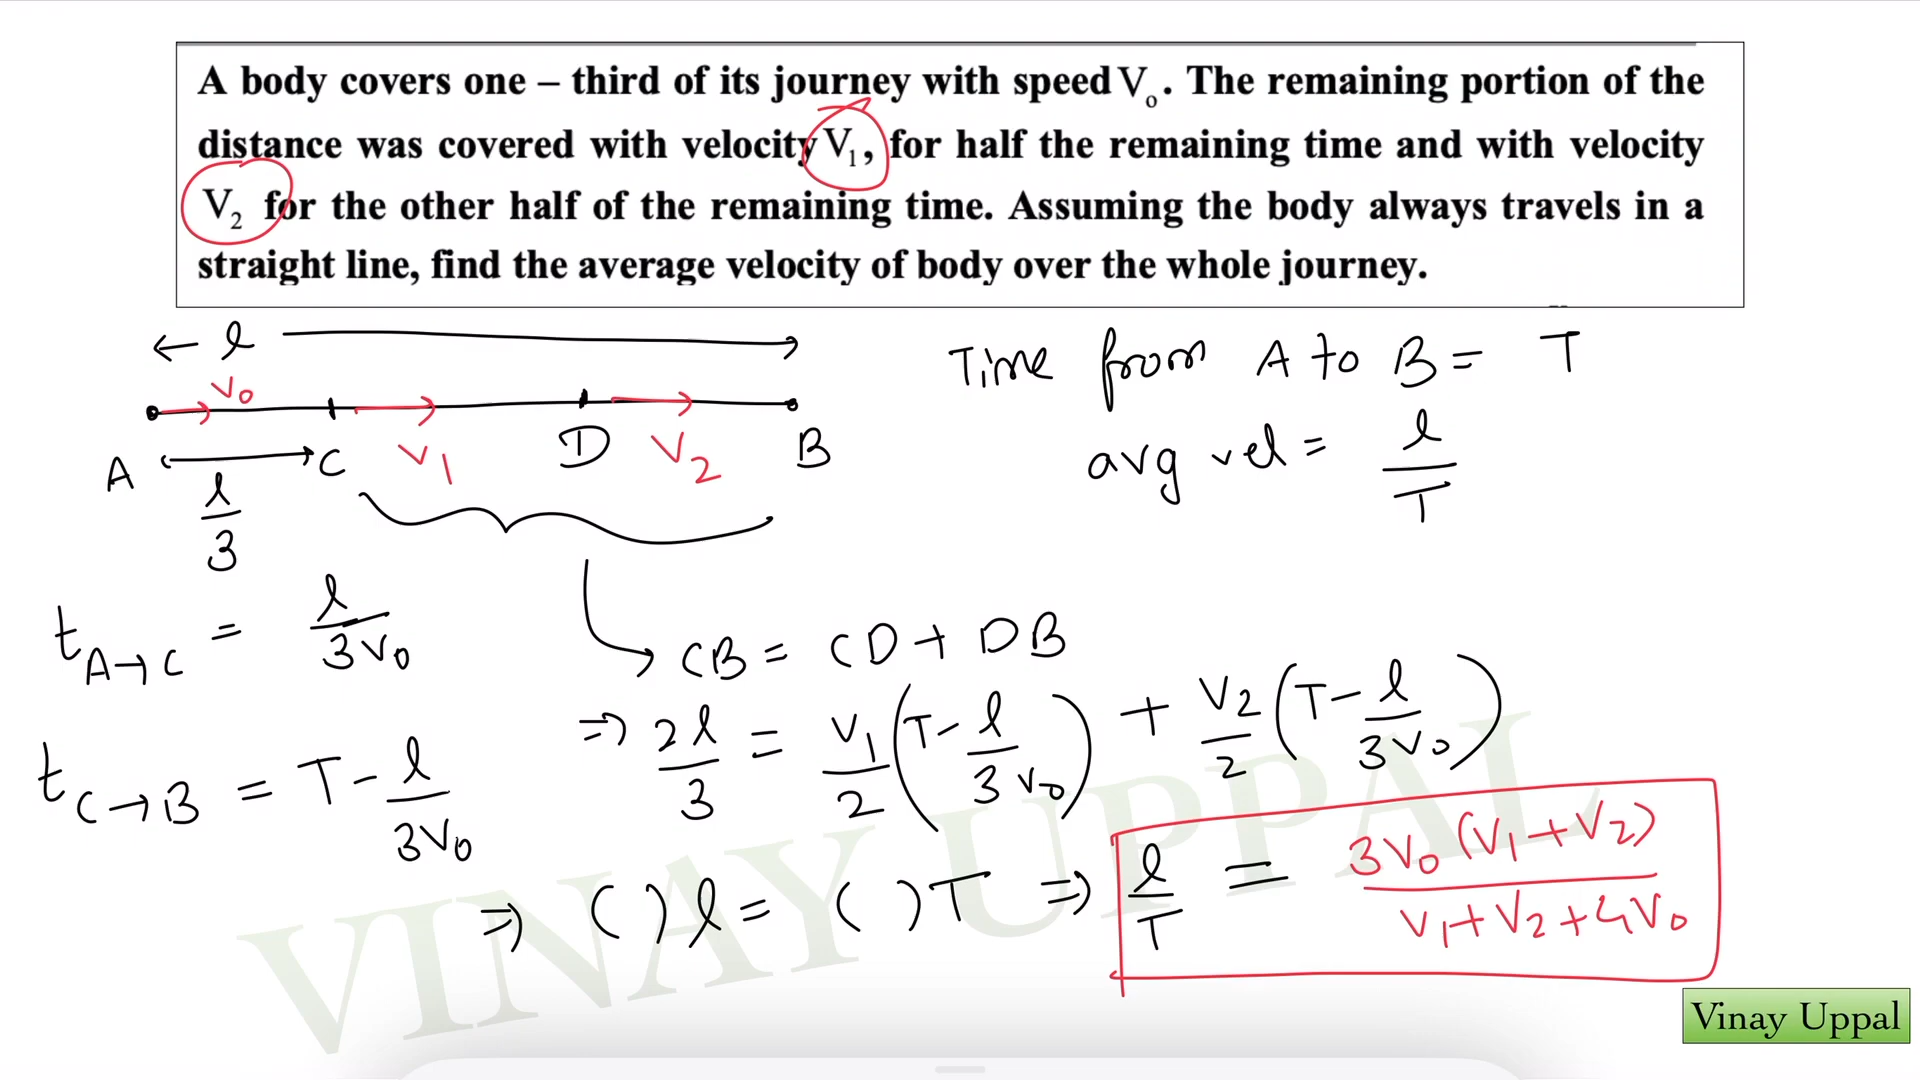 A body covers one – third of its journey with speed V₀. The remaining portion of the
distance was covered with velocity V₁, for half the remaining time and with velocity
V₂ for the other half of the remaining time. Assuming the body always travels in a
straight line, find the average velocity of body over the whole journey.
← l →
V₀
A C V₁ D V₂ B
l/3
Time from A to B = T
avg vel = l/T
t A→C = l/3V₀
CB = CD + DB
t C→B = T - l/3V₀
⇒ 2l/3 = V₁/2 (T - l/3V₀) + V₂/2 (T - l/3V₀)
⇒ ( ) l = ( ) T ⇒ l/T = 3V₀(V₁+V₂)/V₁+V₂+4V₀
VINAY UPPAL
Vinay Uppal